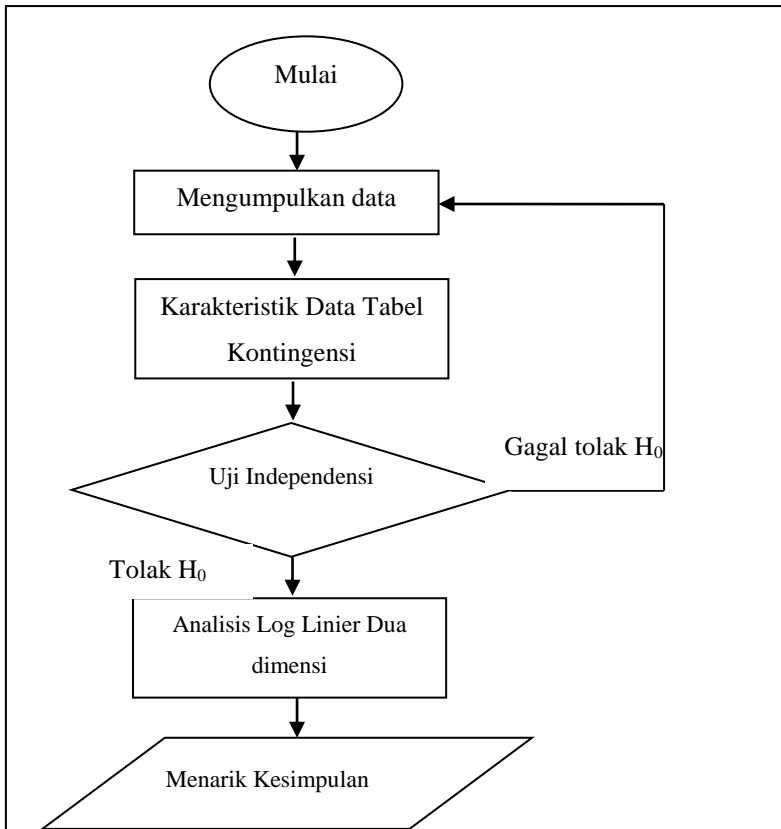 Mulai
Mengumpulkan data
Karakteristik Data Tabel
Kontingensi
Gagal tolak H₀
Uji Independensi
Tolak H₀
Analisis Log Linier Dua
dimensi
Menarik Kesimpulan